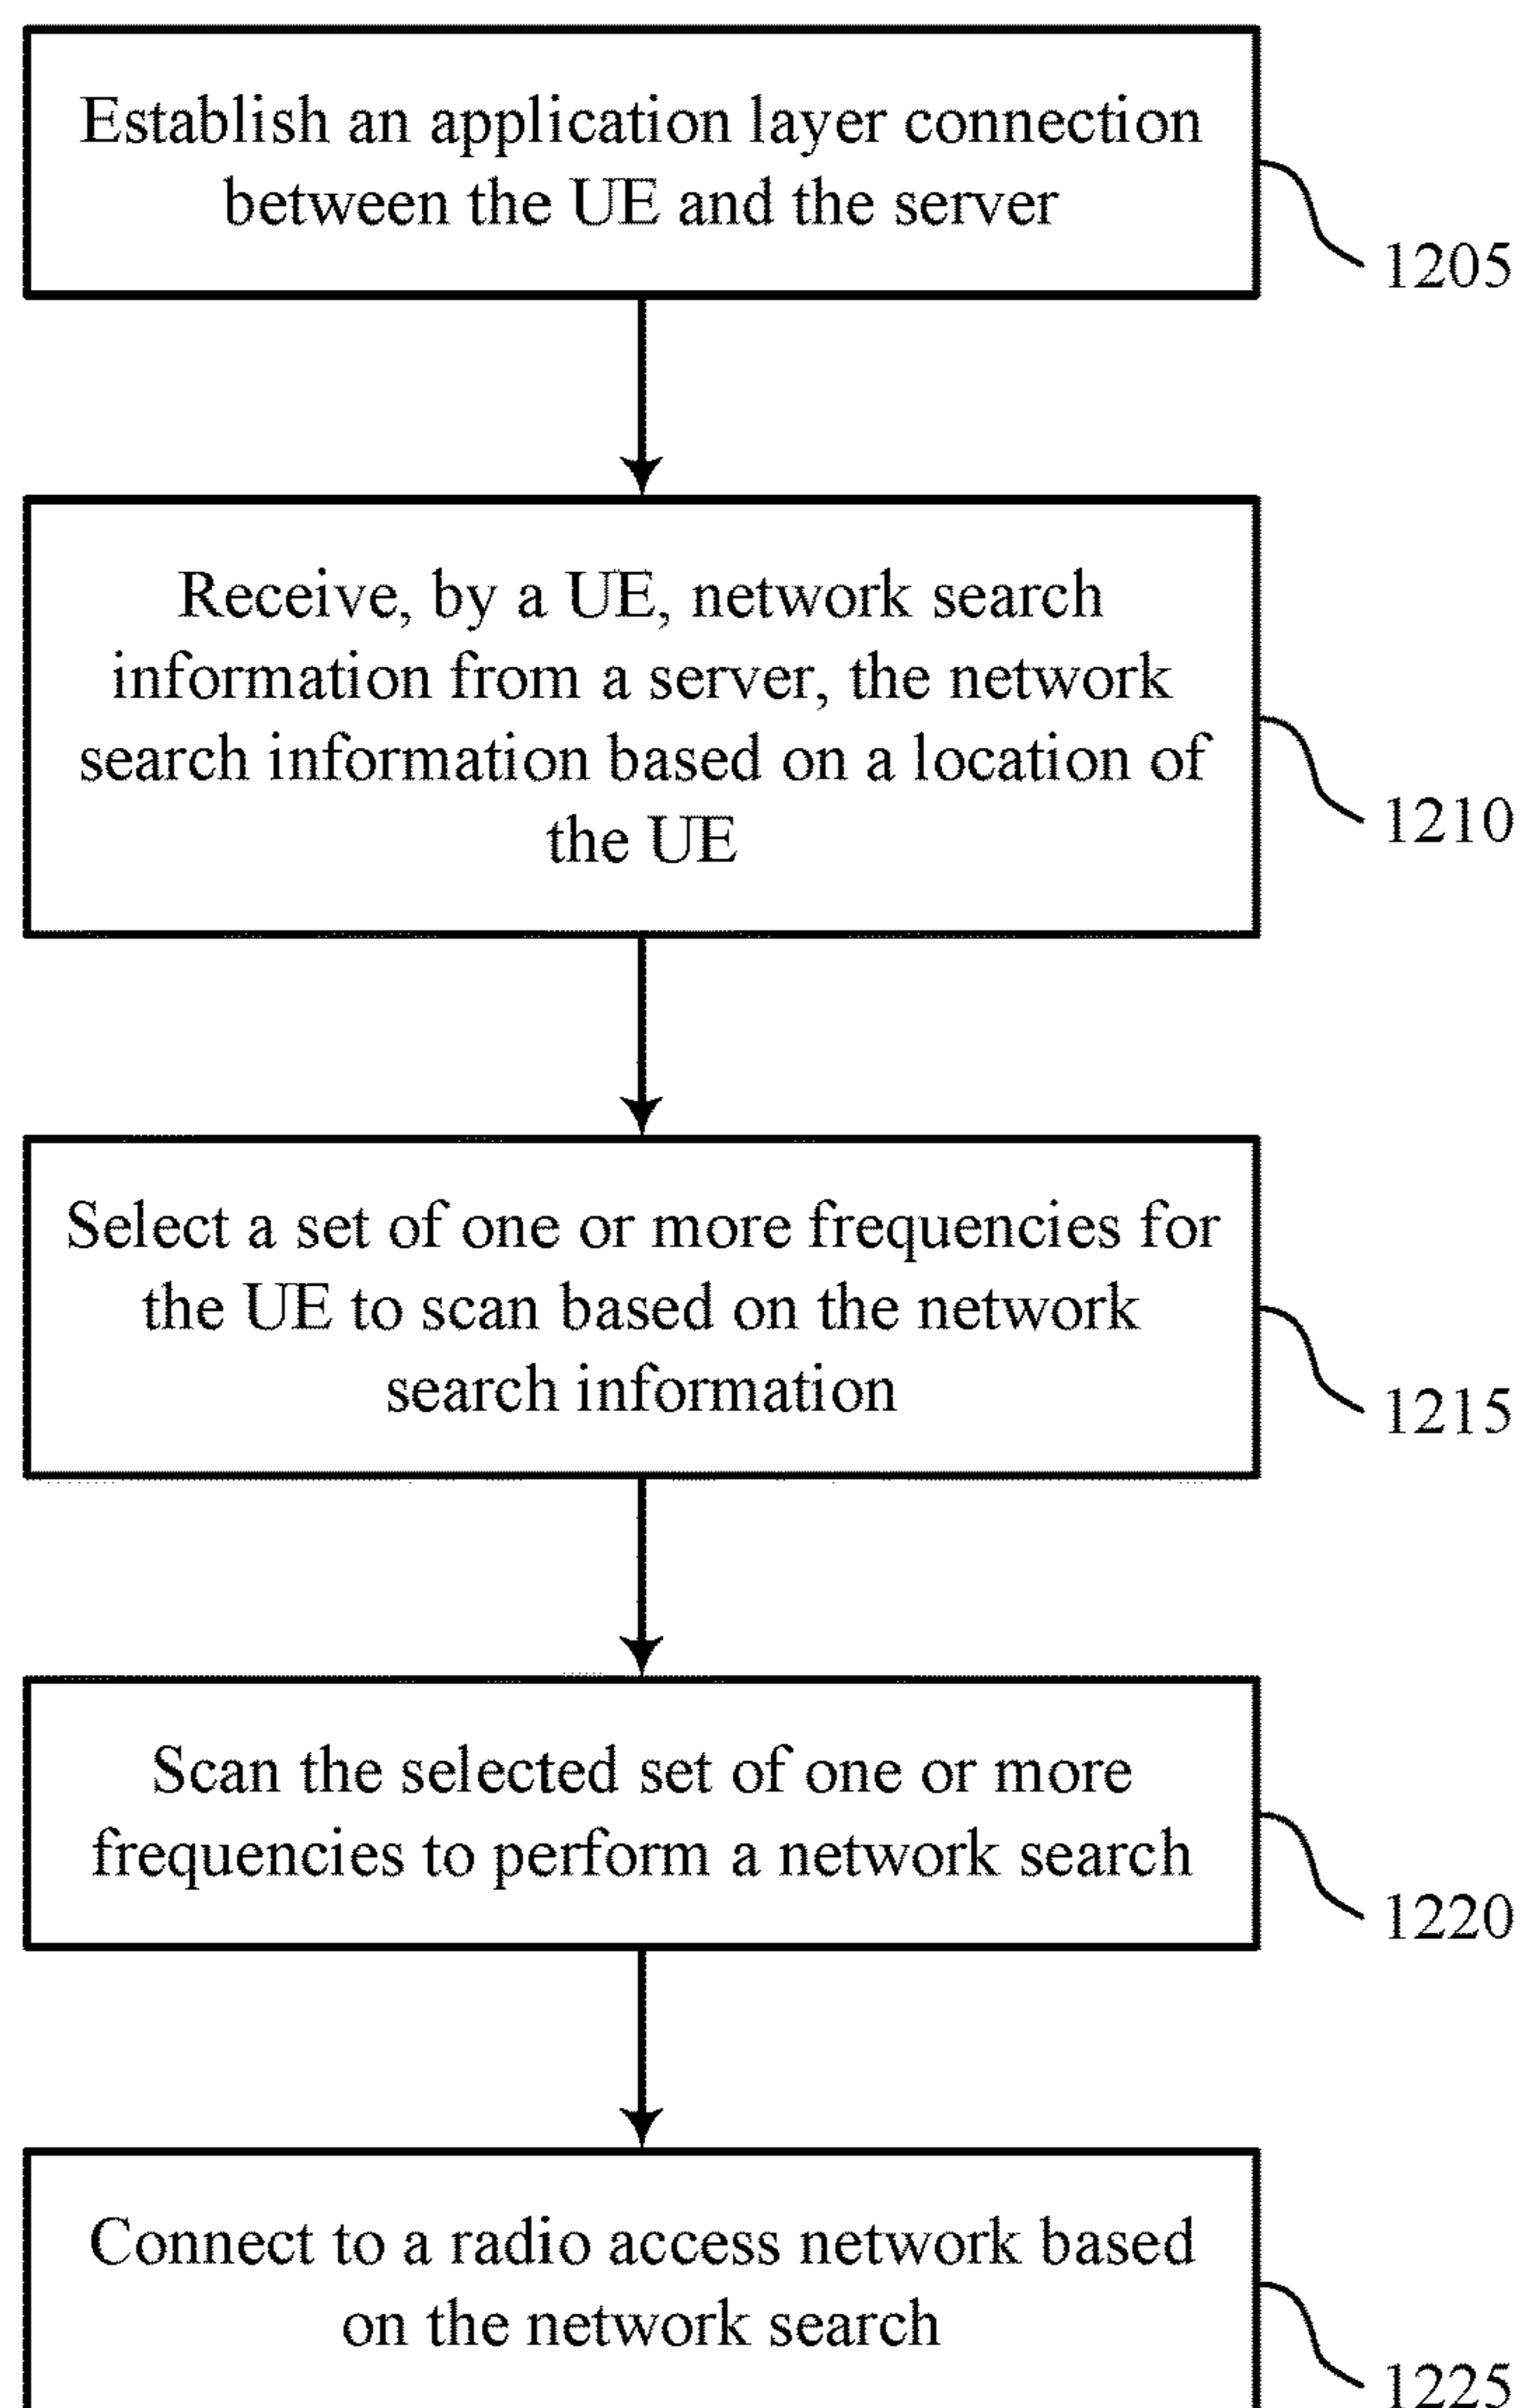 Establish an application layer connection
between the UE and the server
1205
Receive, by a UE, network search
information from a server, the network
search information based on a location of
the UE
1210
Select a set of one or more frequencies for
the UE to scan based on the network
search information
1215
Scan the selected set of one or more
frequencies to perform a network search
1220
Connect to a radio access network based
on the network search
1225